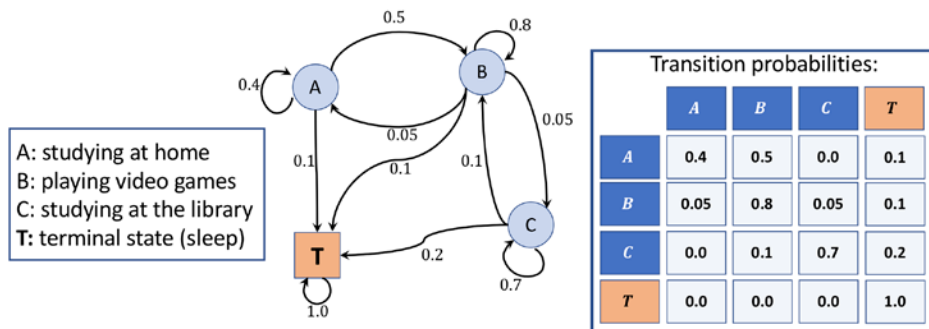 0.5
0.8
0.4
A
B
0.05
0.05
0.1
0.1
0.1
A: studying at home
B: playing video games
C: studying at the library
T: terminal state (sleep)
C
T
0.2
0.7
1.0
Transition probabilities:
A B C T
A 0.4 0.5 0.0 0.1
B 0.05 0.8 0.05 0.1
C 0.0 0.1 0.7 0.2
T 0.0 0.0 0.0 1.0